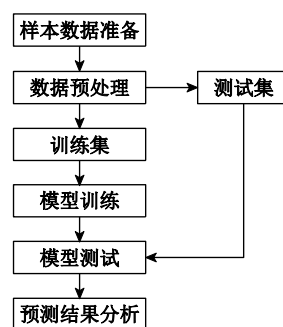 样本数据准备
数据预处理
测试集
训练集
模型训练
模型测试
预测结果分析